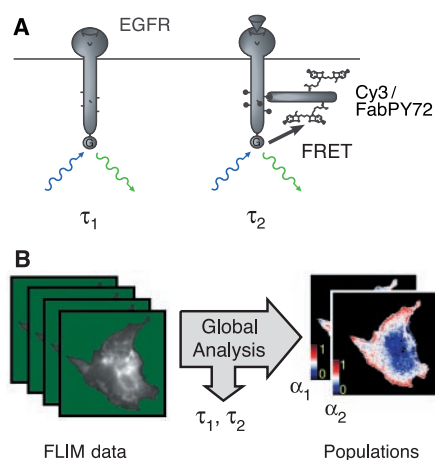 A
EGFR
Cy3/
FabPY72
G
G
FRET
τ1
τ2
B
Global
Analysis
τ1, τ2
1
0
α1
1
0
α2
FLIM data
Populations